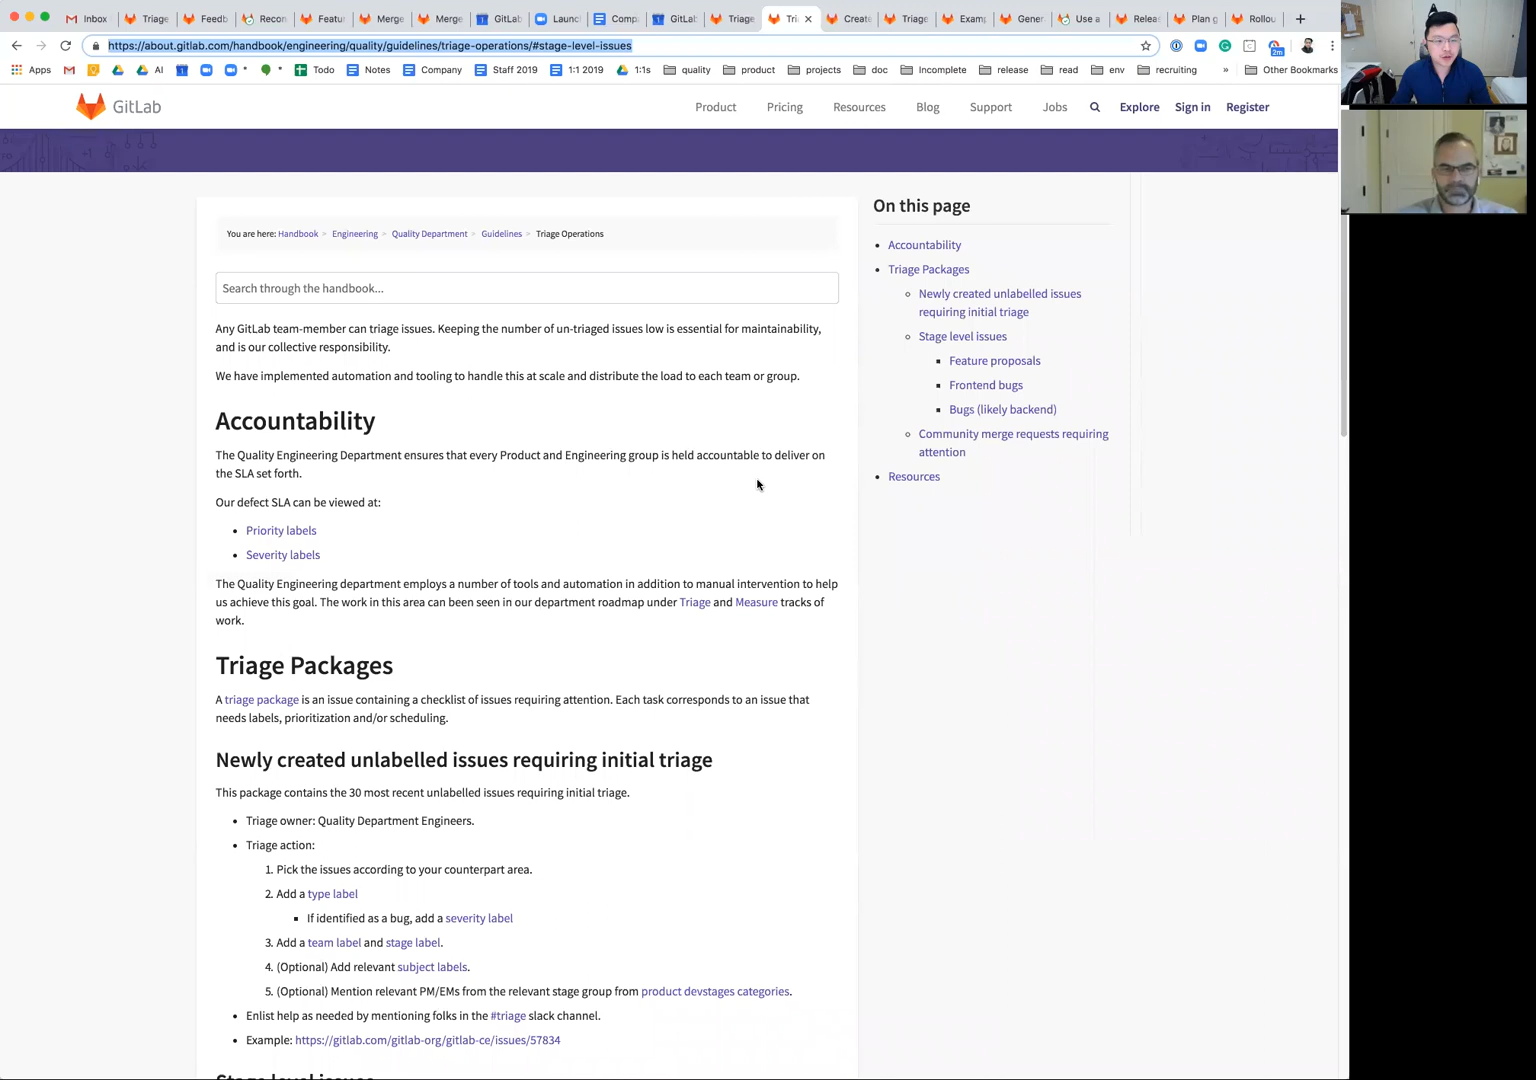 Inbox
Triage
Feedb
Recon
Featur
Merge
Merge
GitLab
Launc
Comp
GitLab
Triage
Tri
Create
Triage
Examp
Gener
Use a
Releas
Plan g
Rollou
https://about.gitlab.com/handbook/engineering/quality/guidelines/triage-operations/#stage-level-issues
2m
Apps
AI
*
*
Todo
Notes
Company
Staff 2019
1:1 2019
1:1s
quality
product
projects
doc
Incomplete
release
read
env
recruiting
»
Other Bookmarks
GitLab
Product
Pricing
Resources
Blog
Support
Jobs
Explore
Sign in
Register
You are here: Handbook > Engineering > Quality Department > Guidelines > Triage Operations
Search through the handbook...
Any GitLab team-member can triage issues. Keeping the number of un-triaged issues low is essential for maintainability,
and is our collective responsibility.
We have implemented automation and tooling to handle this at scale and distribute the load to each team or group.
Accountability
The Quality Engineering Department ensures that every Product and Engineering group is held accountable to deliver on
the SLA set forth.
Our defect SLA can be viewed at:
• Priority labels
• Severity labels
The Quality Engineering department employs a number of tools and automation in addition to manual intervention to help
us achieve this goal. The work in this area can been seen in our department roadmap under Triage and Measure tracks of
work.
Triage Packages
A triage package is an issue containing a checklist of issues requiring attention. Each task corresponds to an issue that
needs labels, prioritization and/or scheduling.
Newly created unlabelled issues requiring initial triage
This package contains the 30 most recent unlabelled issues requiring initial triage.
• Triage owner: Quality Department Engineers.
• Triage action:
1. Pick the issues according to your counterpart area.
2. Add a type label
▪ If identified as a bug, add a severity label
3. Add a team label and stage label.
4. (Optional) Add relevant subject labels.
5. (Optional) Mention relevant PM/EMs from the relevant stage group from product devstages categories.
• Enlist help as needed by mentioning folks in the #triage slack channel.
• Example: https://gitlab.com/gitlab-org/gitlab-ce/issues/57834
Stage level issues
On this page
• Accountability
• Triage Packages
○ Newly created unlabelled issues
requiring initial triage
○ Stage level issues
▪ Feature proposals
▪ Frontend bugs
▪ Bugs (likely backend)
○ Community merge requests requiring
attention
• Resources